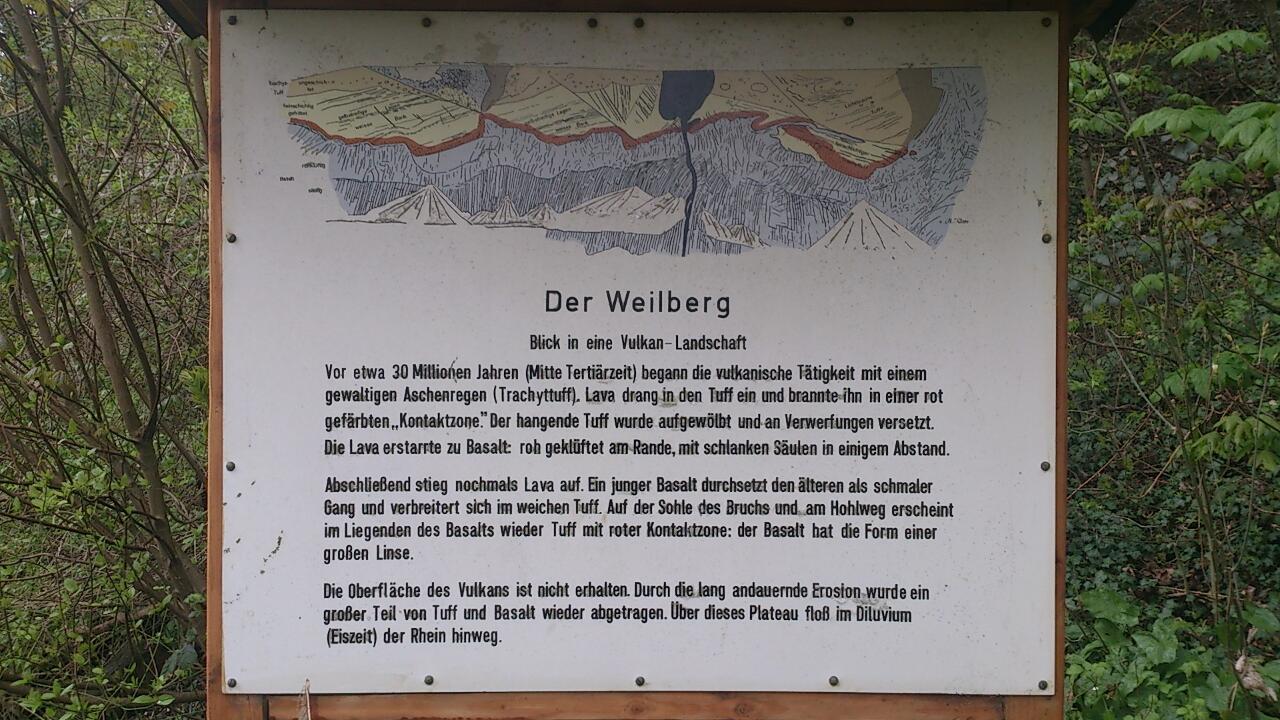 Tuff
Der Weilberg
Blick in eine Vulkan-Landschaft
Vor etwa 30 Millionen Jahren (Mitte Tertiärzeit) begann die vulkanische Tätigkeit mit einem
gewaltigen Aschenregen (Trachyttuff). Lava drang in den Tuff ein und brannte ihn in einer rot
gefärbten „Kontaktzone.” Der hangende Tuff wurde aufgewölbt und an Verwerfungen versetzt.
Die Lava erstarrte zu Basalt: roh geklüftet am Rande, mit schlanken Säulen in einigem Abstand.
Abschließend stieg nochmals Lava auf. Ein junger Basalt durchsetzt den älteren als schmaler
Gang und verbreitert sich im weichen Tuff. Auf der Sohle des Bruchs und am Hohlweg erscheint
im Liegenden des Basalts wieder Tuff mit roter Kontaktzone: der Basalt hat die Form einer
großen Linse.
Die Oberfläche des Vulkans ist nicht erhalten. Durch die lang andauernde Erosion wurde ein
großer Teil von Tuff und Basalt wieder abgetragen. Über dieses Plateau floß im Diluvium
(Eiszeit) der Rhein hinweg.